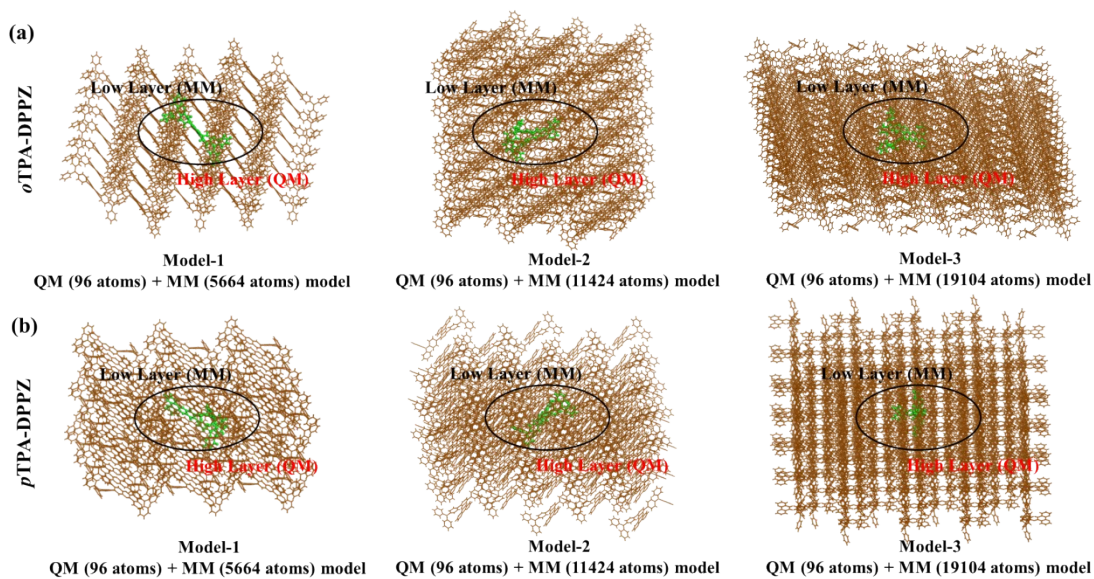 (a)
oTPA-DPPZ
Low Layer (MM)
High Layer (QM)
Model-1
QM (96 atoms) + MM (5664 atoms) model
Low Layer (MM)
High Layer (QM)
Model-2
QM (96 atoms) + MM (11424 atoms) model
Low Layer (MM)
High Layer (QM)
Model-3
QM (96 atoms) + MM (19104 atoms) model
(b)
pTPA-DPPZ
Low Layer (MM)
High Layer (QM)
Model-1
QM (96 atoms) + MM (5664 atoms) model
Low Layer (MM)
High Layer (QM)
Model-2
QM (96 atoms) + MM (11424 atoms) model
Low Layer (MM)
High Layer (QM)
Model-3
QM (96 atoms) + MM (19104 atoms) model